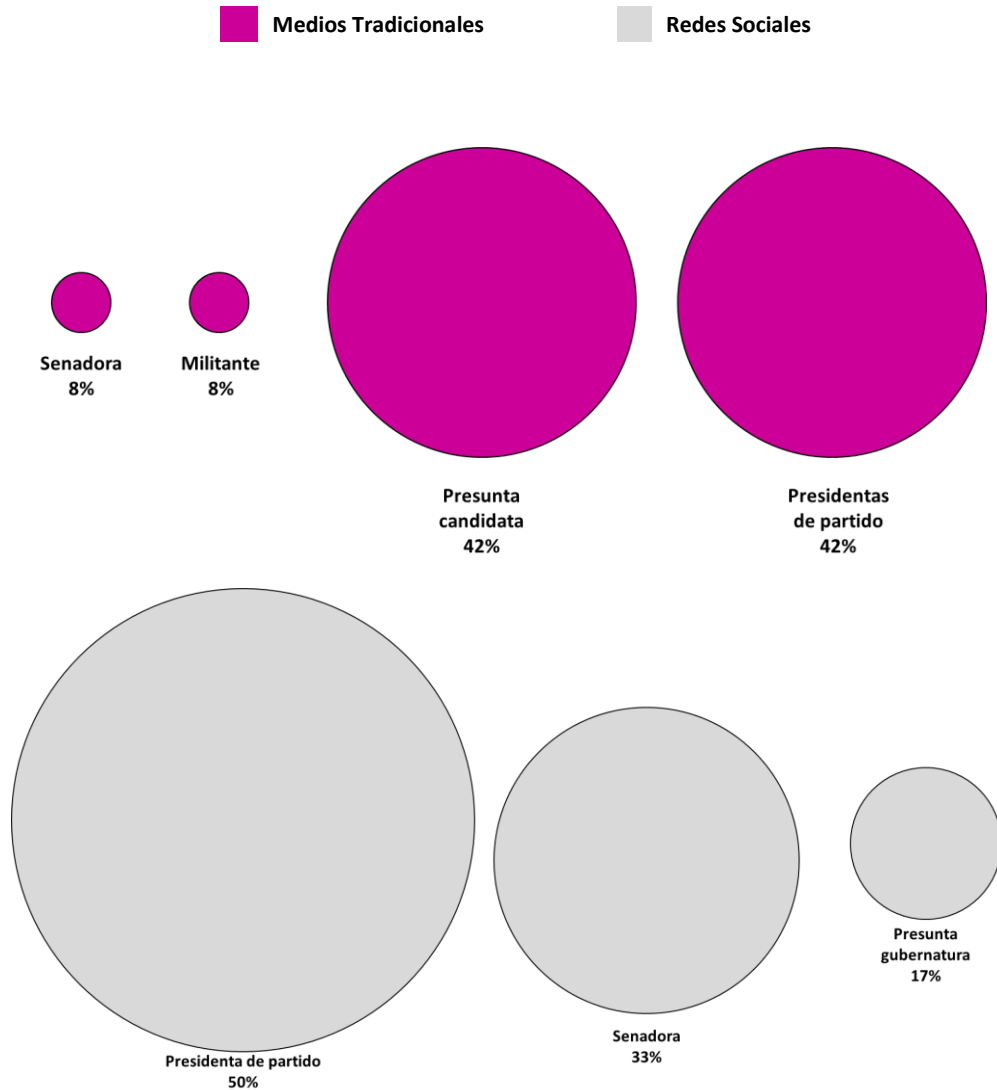 Medios Tradicionales
Redes Sociales
Senadora
8%
Militante
8%
Presunta
candidata
42%
Presidentas
de partido
42%
Presidenta de partido
50%
Senadora
33%
Presunta
gubernatura
17%